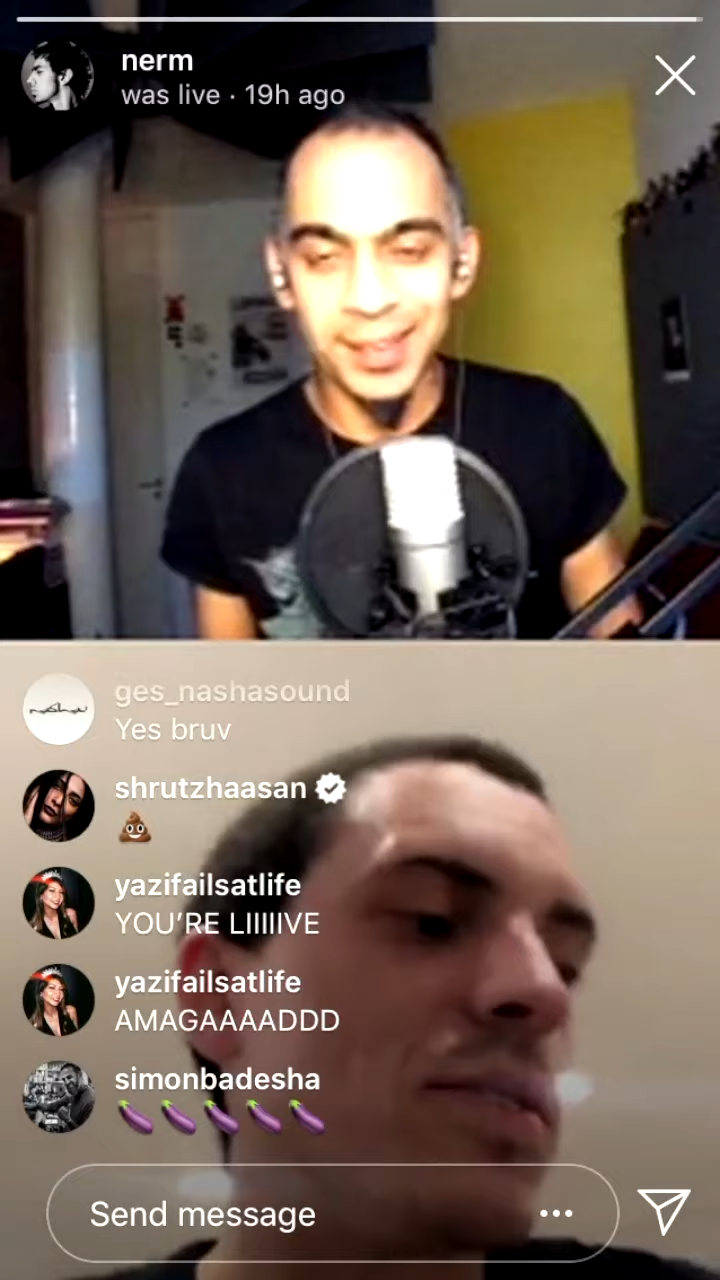 nerm
was live · 19h ago
ges_nashasound
Yes bruv
shrutzhaasan
💩
yazifailsatlife
YOU'RE LIIIIIVE
yazifailsatlife
AMAGAAAADDD
simonbadesha
🍆🍆🍆🍆🍆
Send message